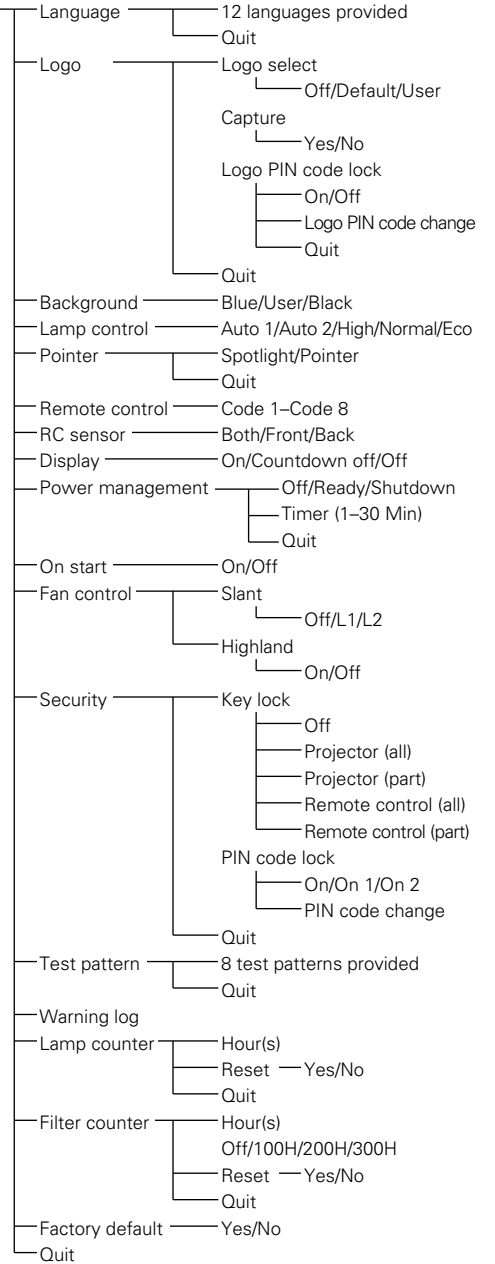 Language 12 languages provided
Quit
Logo Logo select
Off/Default/User
Capture
Yes/No
Logo PIN code lock
On/Off
Logo PIN code change
Quit
Quit
Background Blue/User/Black
Lamp control Auto 1/Auto 2/High/Normal/Eco
Pointer Spotlight/Pointer
Quit
Remote control Code 1–Code 8
RC sensor Both/Front/Back
Display On/Countdown off/Off
Power management Off/Ready/Shutdown
Timer (1–30 Min)
Quit
On start On/Off
Fan control Slant
Off/L1/L2
Highland
On/Off
Security Key lock
Off
Projector (all)
Projector (part)
Remote control (all)
Remote control (part)
PIN code lock
On/On 1/On 2
PIN code change
Quit
Test pattern 8 test patterns provided
Quit
Warning log
Lamp counter Hour(s)
Reset Yes/No
Quit
Filter counter Hour(s)
Off/100H/200H/300H
Reset Yes/No
Quit
Factory default Yes/No
Quit